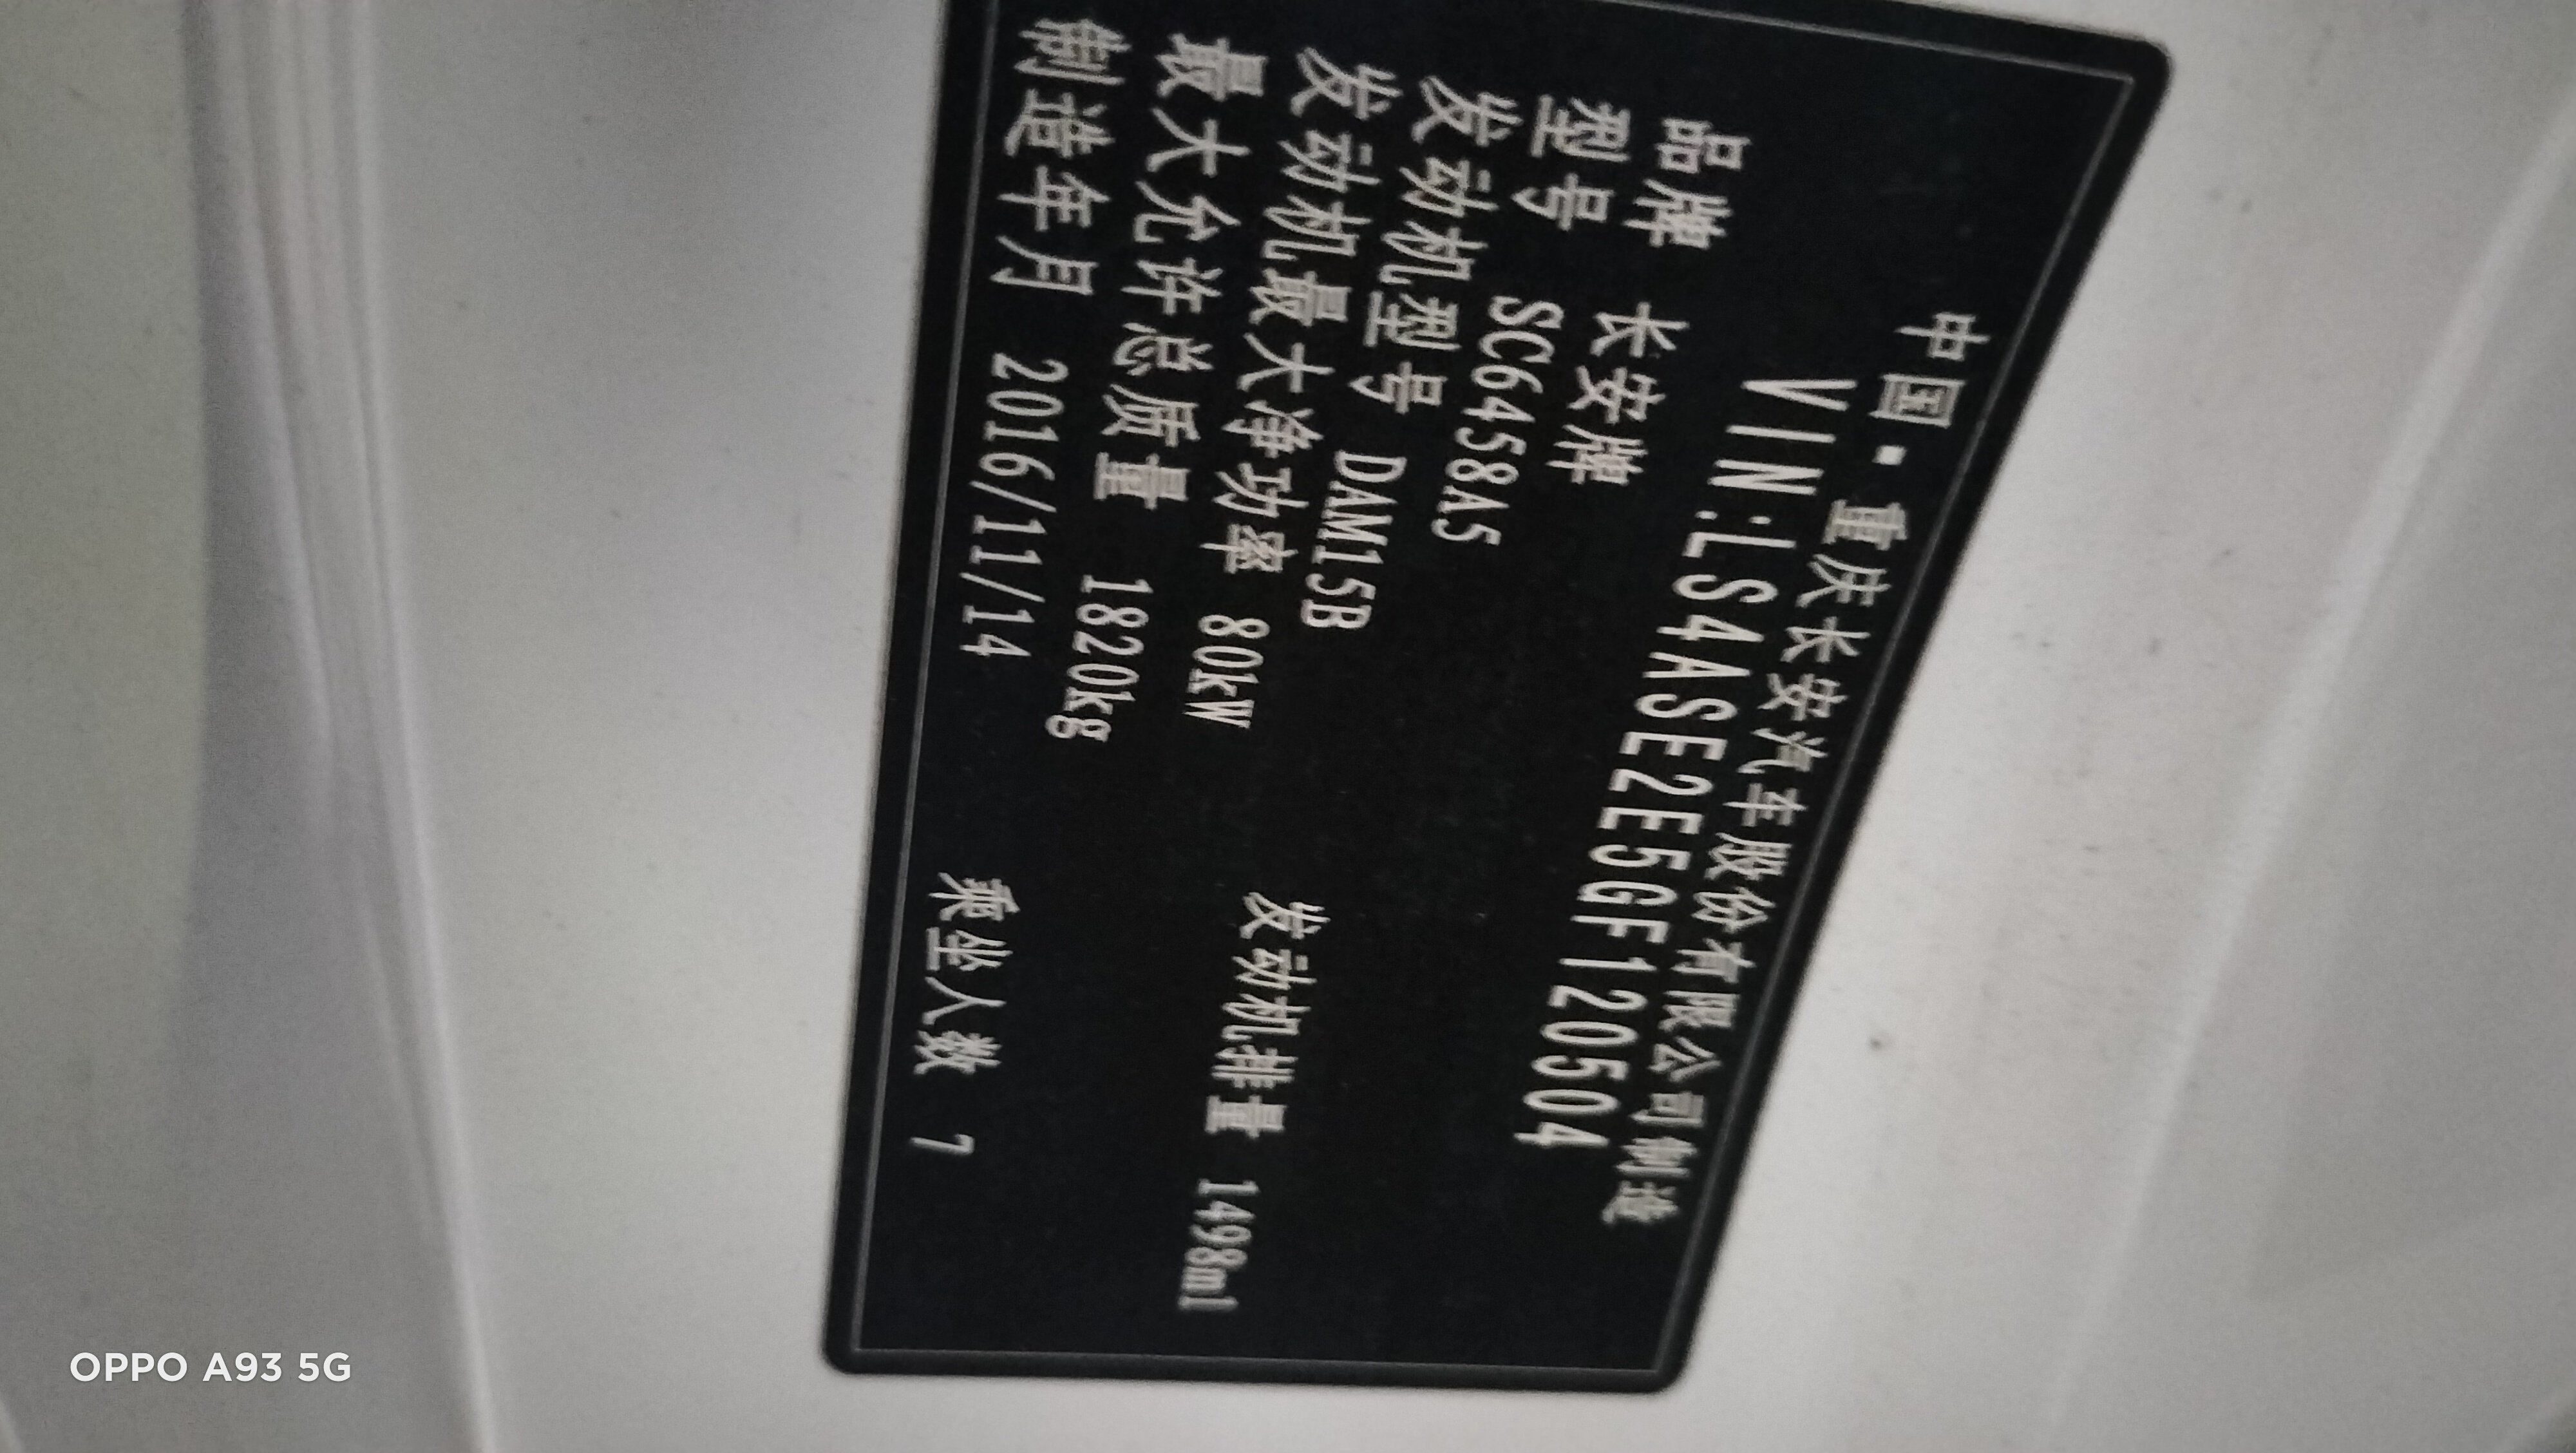 中国·重庆长安汽车股份有限公司制造
VIN:LS4ASE2E5GF120504
品牌 长安牌
型号 SC6458A5
发动机型号 DAM15B
发动机最大净功率 80kW 发动机排量 1498ml
最大允许总质量 1820kg
制造年月 2016/11/14 乘坐人数 7
OPPO A93 5G